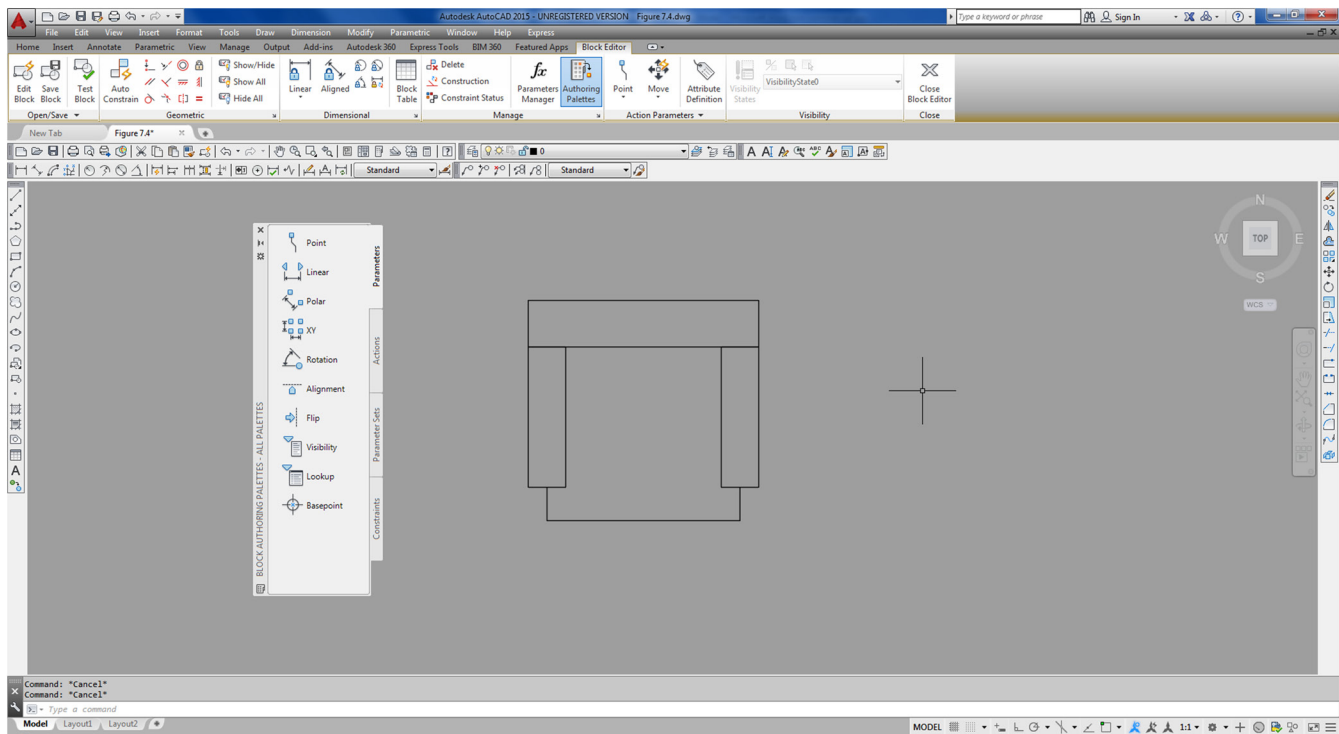 Autodesk AutoCAD 2015 - UNREGISTERED VERSION Figure 7.4.dwg
Type a keyword or phrase
Sign In
File Edit View Insert Format Tools Draw Dimension Modify Parametric Window Help Express
Home Insert Annotate Parametric View Manage Output Add-ins Autodesk 360 Express Tools BIM 360 Featured Apps Block Editor
Edit Block
Save Block
Test Block
Auto Constrain
Show/Hide
Show All
Hide All
Linear
Aligned
Block Table
Delete
Construction
Constraint Status
Parameters Manager
Authoring Palettes
Point
Move
Attribute Definition
Visibility States
VisibilityState0
Close Block Editor
Open/Save
Geometric
Dimensional
Manage
Action Parameters
Visibility
Close
New Tab
Figure 7.4*
0
Standard
Standard
Point
Linear
Polar
XY
Rotation
Alignment
Flip
Visibility
Lookup
Basepoint
Parameters
Actions
Parameter Sets
Constraints
BLOCK AUTHORING PALETTES - ALL PALETTES
N
W
TOP
E
S
WCS
Command: *Cancel*
Command: *Cancel*
Type a command
Model
Layout1
Layout2
MODEL
1:1